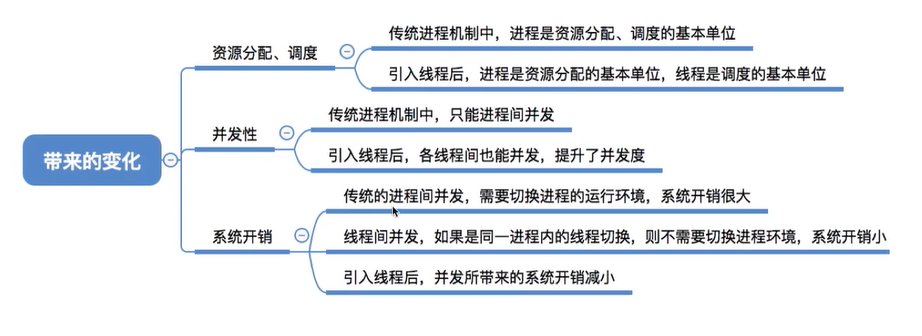 带来的变化
资源分配、调度
传统进程机制中，进程是资源分配、调度的基本单位
引入线程后，进程是资源分配的基本单位，线程是调度的基本单位
并发性
传统进程机制中，只能进程间并发
引入线程后，各线程间也能并发，提升了并发度
系统开销
传统的进程间并发，需要切换进程的运行环境，系统开销很大
线程间并发，如果是同一进程内的线程切换，则不需要切换进程环境，系统开销小
引入线程后，并发所带来的系统开销减小